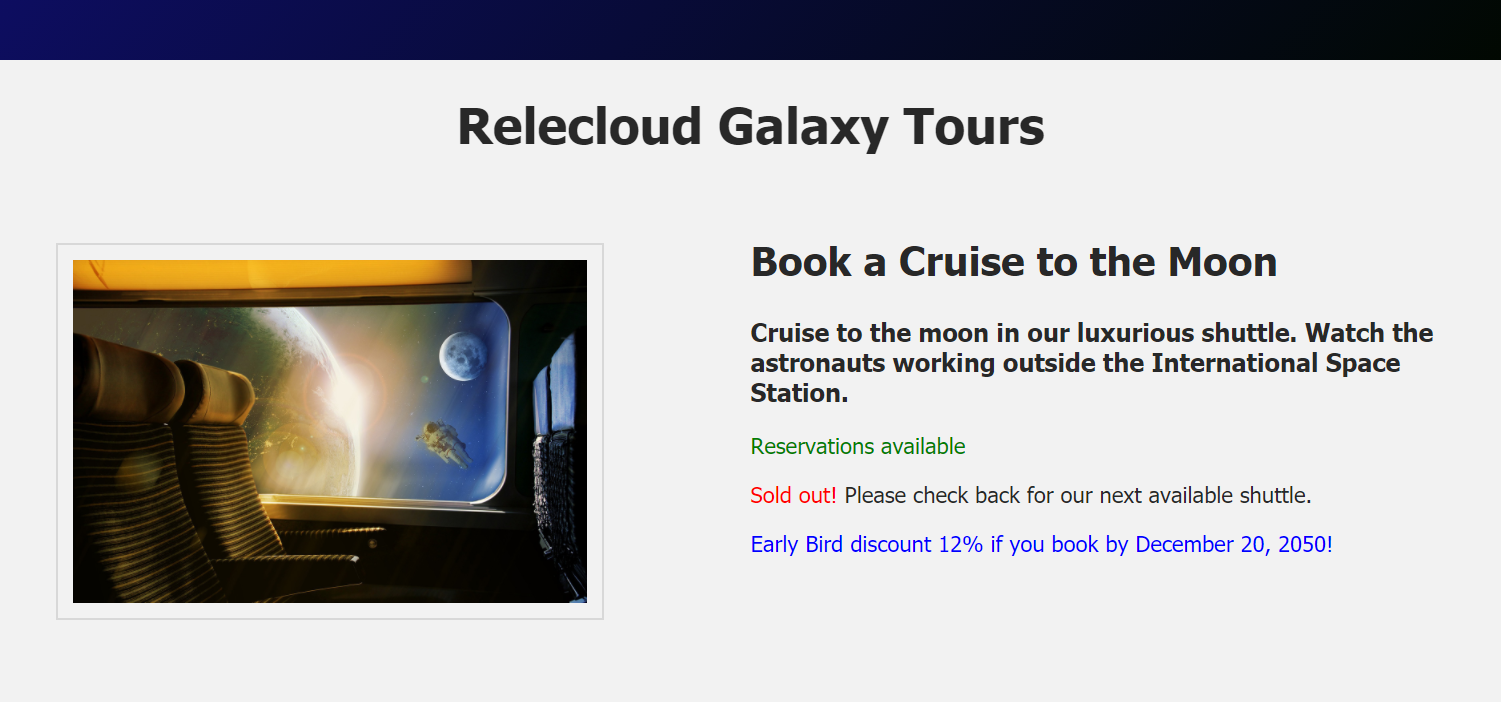 Relecloud Galaxy Tours
Book a Cruise to the Moon
Cruise to the moon in our luxurious shuttle. Watch the
astronauts working outside the International Space
Station.
Reservations available
Sold out! Please check back for our next available shuttle.
Early Bird discount 12% if you book by December 20, 2050!